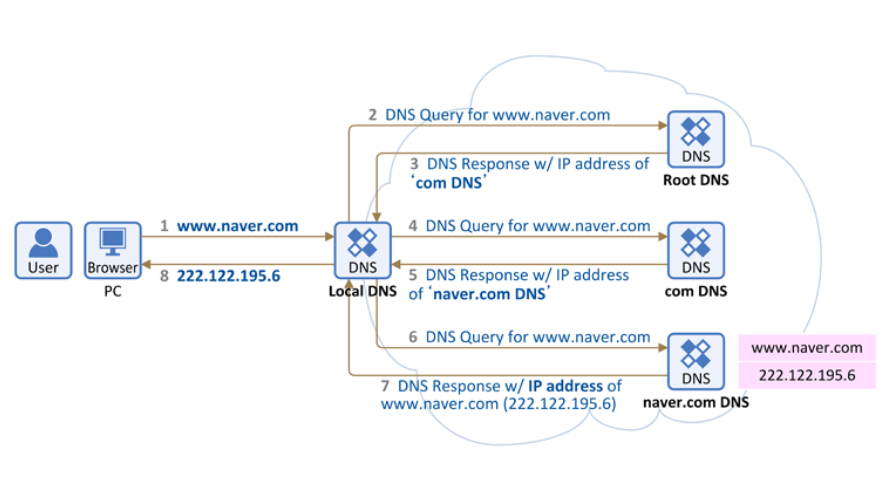 2 DNS Query for www.naver.com
DNS
Root DNS
3 DNS Response w/ IP address of
‘com DNS’
1 www.naver.com
4 DNS Query for www.naver.com
User
Browser
PC
DNS
Local DNS
DNS
com DNS
8 222.122.195.6
5 DNS Response w/ IP address
of ‘naver.com DNS’
6 DNS Query for www.naver.com
DNS
naver.com DNS
www.naver.com
222.122.195.6
7 DNS Response w/ IP address of
www.naver.com (222.122.195.6)